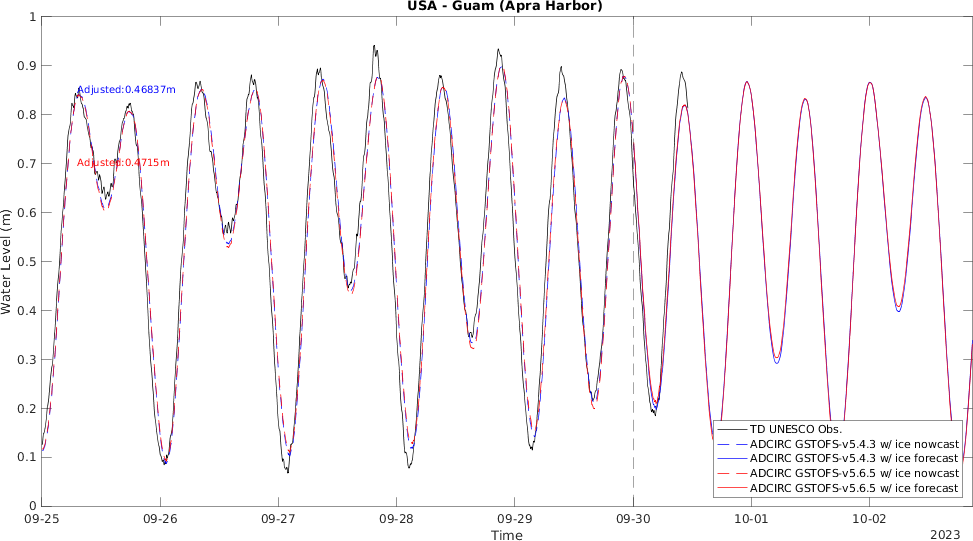 USA - Guam (Apra Harbor)
1
0.9
0.8
0.7
0.6
0.5
0.4
0.3
0.2
0.1
0
Water Level (m)
Adjusted:0.46837m
Adjusted:0.4715m
TD UNESCO Obs.
ADCIRC GSTOFS-v5.4.3 w/ ice nowcast
ADCIRC GSTOFS-v5.4.3 w/ ice forecast
ADCIRC GSTOFS-v5.6.5 w/ ice nowcast
ADCIRC GSTOFS-v5.6.5 w/ ice forecast
09-25 09-26 09-27 09-28 09-29 09-30 10-01 10-02
Time
2023